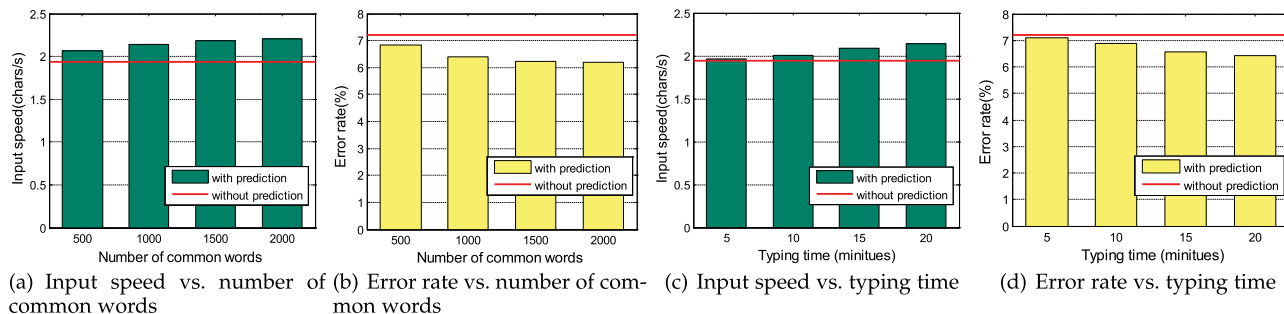 2.5
2
1.5
1
0.5
0
Input speed(chars/s)
with prediction
without prediction
500 1000 1500 2000
Number of common words
8
7
6
5
4
3
2
1
0
Error rate(%)
with prediction
without prediction
500 1000 1500 2000
Number of common words
2.5
2
1.5
1
0.5
0
Input speed(chars/s)
with prediction
without prediction
5 10 15 20
Typing time (minitues)
8
7
6
5
4
3
2
1
0
Error rate(%)
with prediction
without prediction
5 10 15 20
Typing time (minitues)
(a) Input speed vs. number of
common words
(b) Error rate vs. number of com-
mon words
(c) Input speed vs. typing time
(d) Error rate vs. typing time